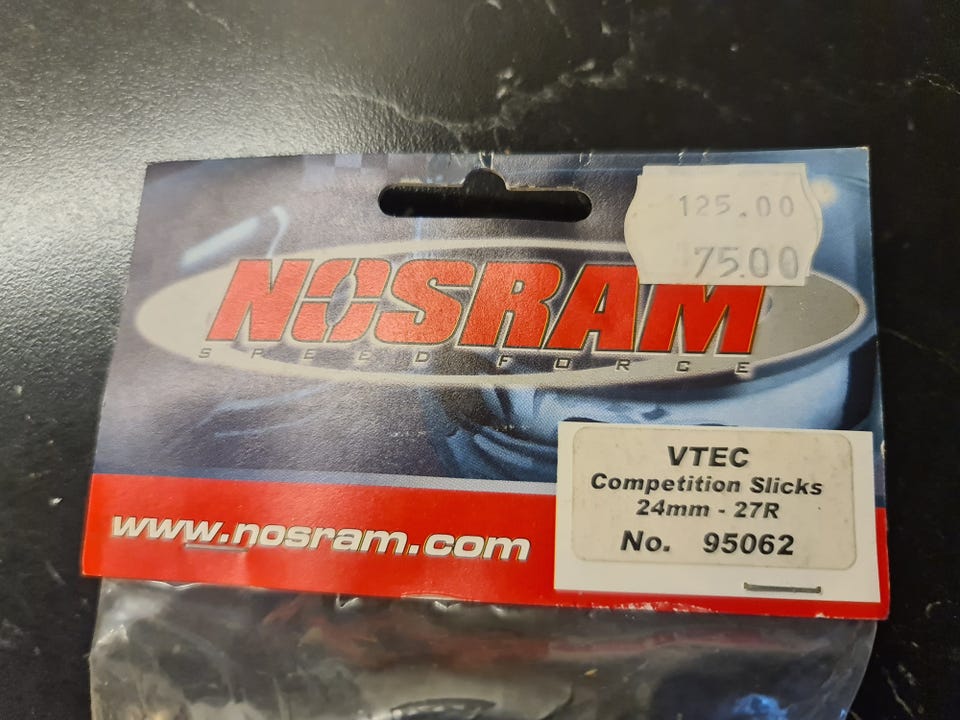 125.00
75.00
NOSRAM
SPEED FORCE
VTEC
Competition Slicks
24mm - 27R
No. 95062
www.nosram.com